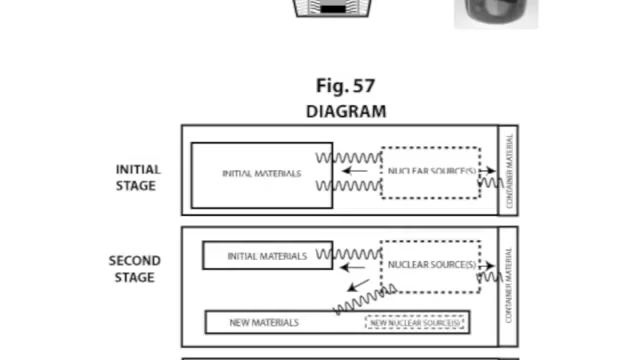 Fig. 57
DIAGRAM
INITIAL
STAGE
INITIAL MATERIALS
NUCLEAR SOURCE(S)
CONTAINER MATERIAL
SECOND
STAGE
INITIAL MATERIALS
NUCLEAR SOURCE(S)
CONTAINER MATERIAL
NEW MATERIALS
NEW NUCLEAR SOURCE(S)